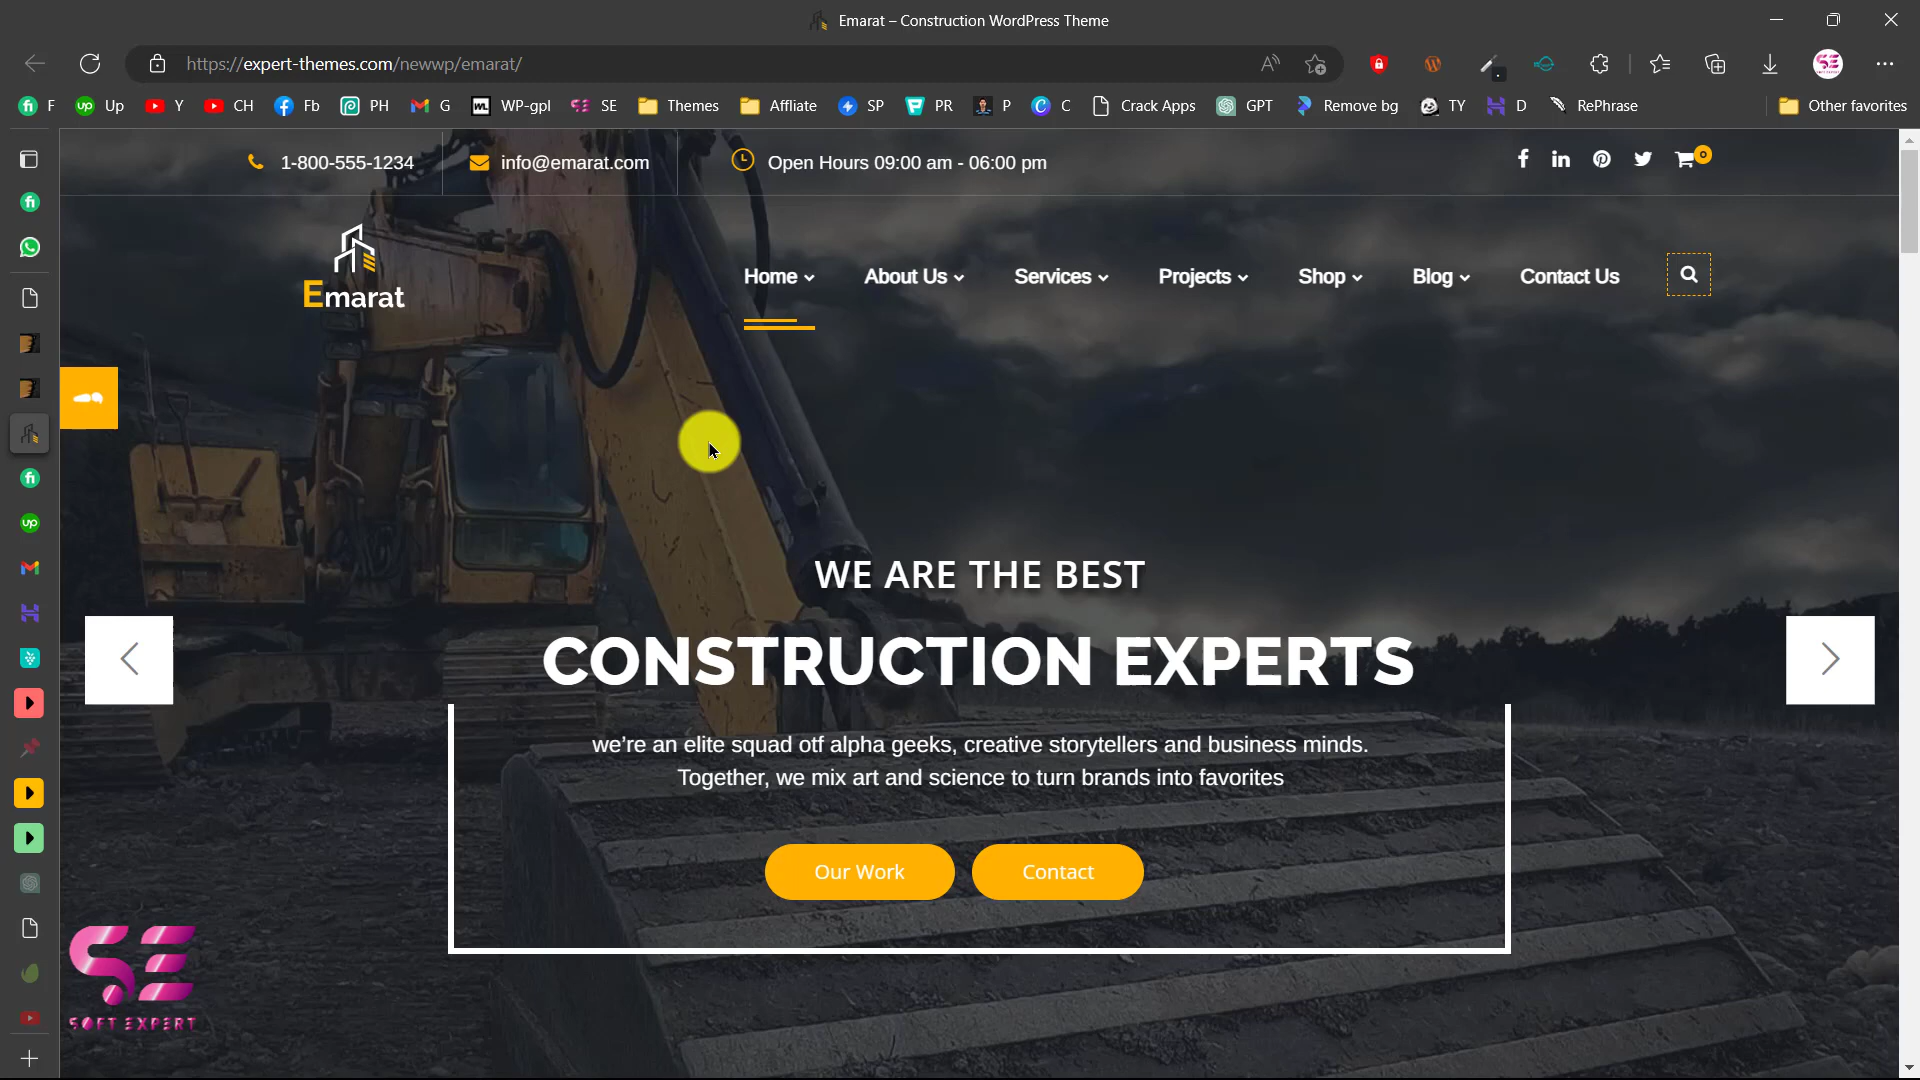 Emarat – Construction WordPress Theme
https://expert-themes.com/newwp/emarat/
F Up Y CH Fb PH G WP-gpl SE Themes Affliate SP PR P C Crack Apps GPT Remove bg TY D RePhrase Other favorites
1-800-555-1234 info@emarat.com Open Hours 09:00 am - 06:00 pm 0
Emarat
Home About Us Services Projects Shop Blog Contact Us
WE ARE THE BEST
CONSTRUCTION EXPERTS
we’re an elite squad otf alpha geeks, creative storytellers and business minds.
Together, we mix art and science to turn brands into favorites
Our Work Contact
SE
SOFT EXPERT